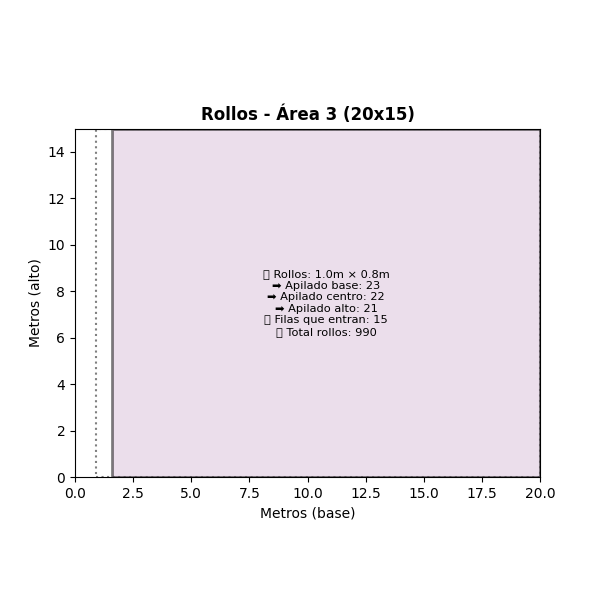 Rollos - Área 3 (20x15)
Metros (alto)
14
12
10
8
6
4
2
0
▯ Rollos: 1.0m × 0.8m
➡ Apilado base: 23
➡ Apilado centro: 22
➡ Apilado alto: 21
▯ Filas que entran: 15
▯ Total rollos: 990
0.0 2.5 5.0 7.5 10.0 12.5 15.0 17.5 20.0
Metros (base)